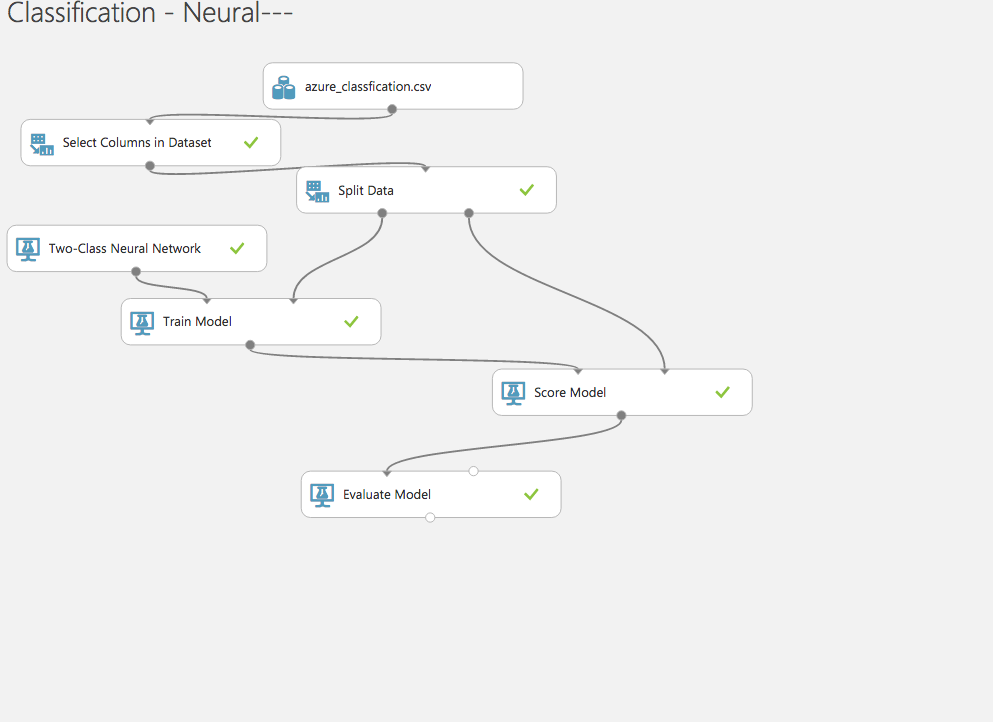 Classification - Neural---
azure_classfication.csv
Select Columns in Dataset
Split Data
Two-Class Neural Network
Train Model
Score Model
Evaluate Model